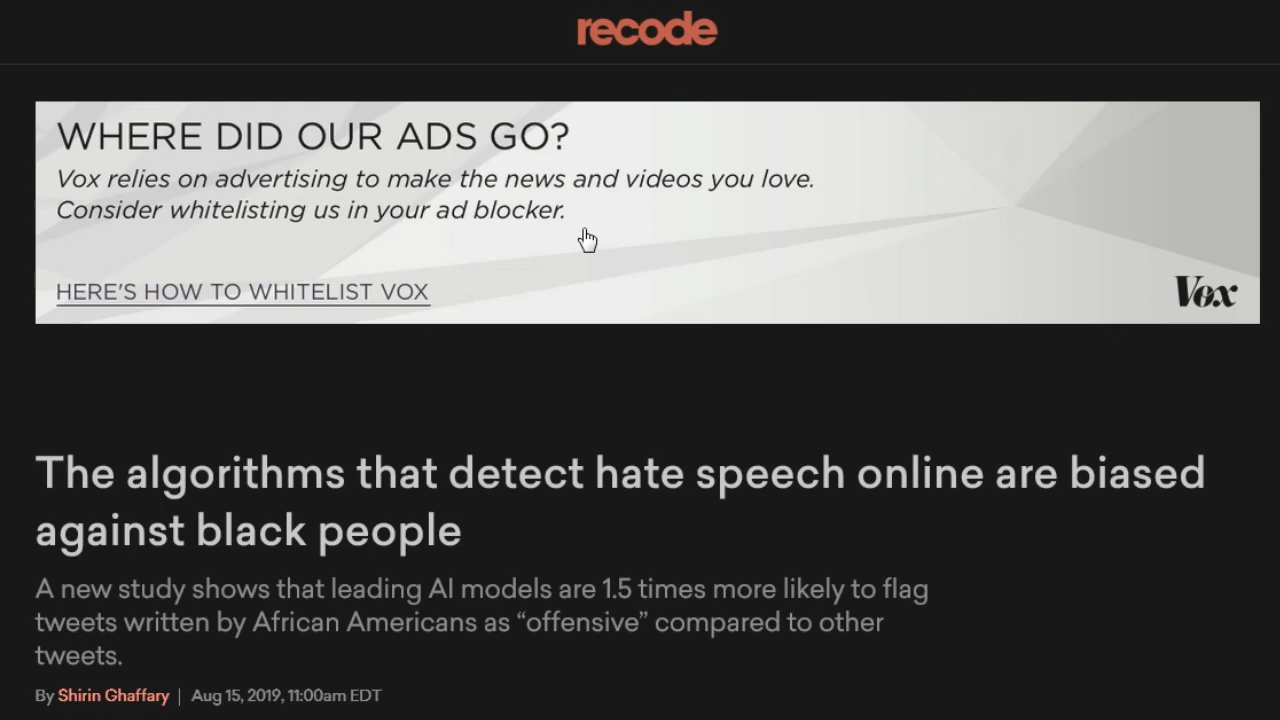 recode
WHERE DID OUR ADS GO?
Vox relies on advertising to make the news and videos you love.
Consider whitelisting us in your ad blocker.
HERE'S HOW TO WHITELIST VOX
Vox
The algorithms that detect hate speech online are biased
against black people
A new study shows that leading AI models are 1.5 times more likely to flag
tweets written by African Americans as “offensive” compared to other
tweets.
By Shirin Ghaffary | Aug 15, 2019, 11:00am EDT